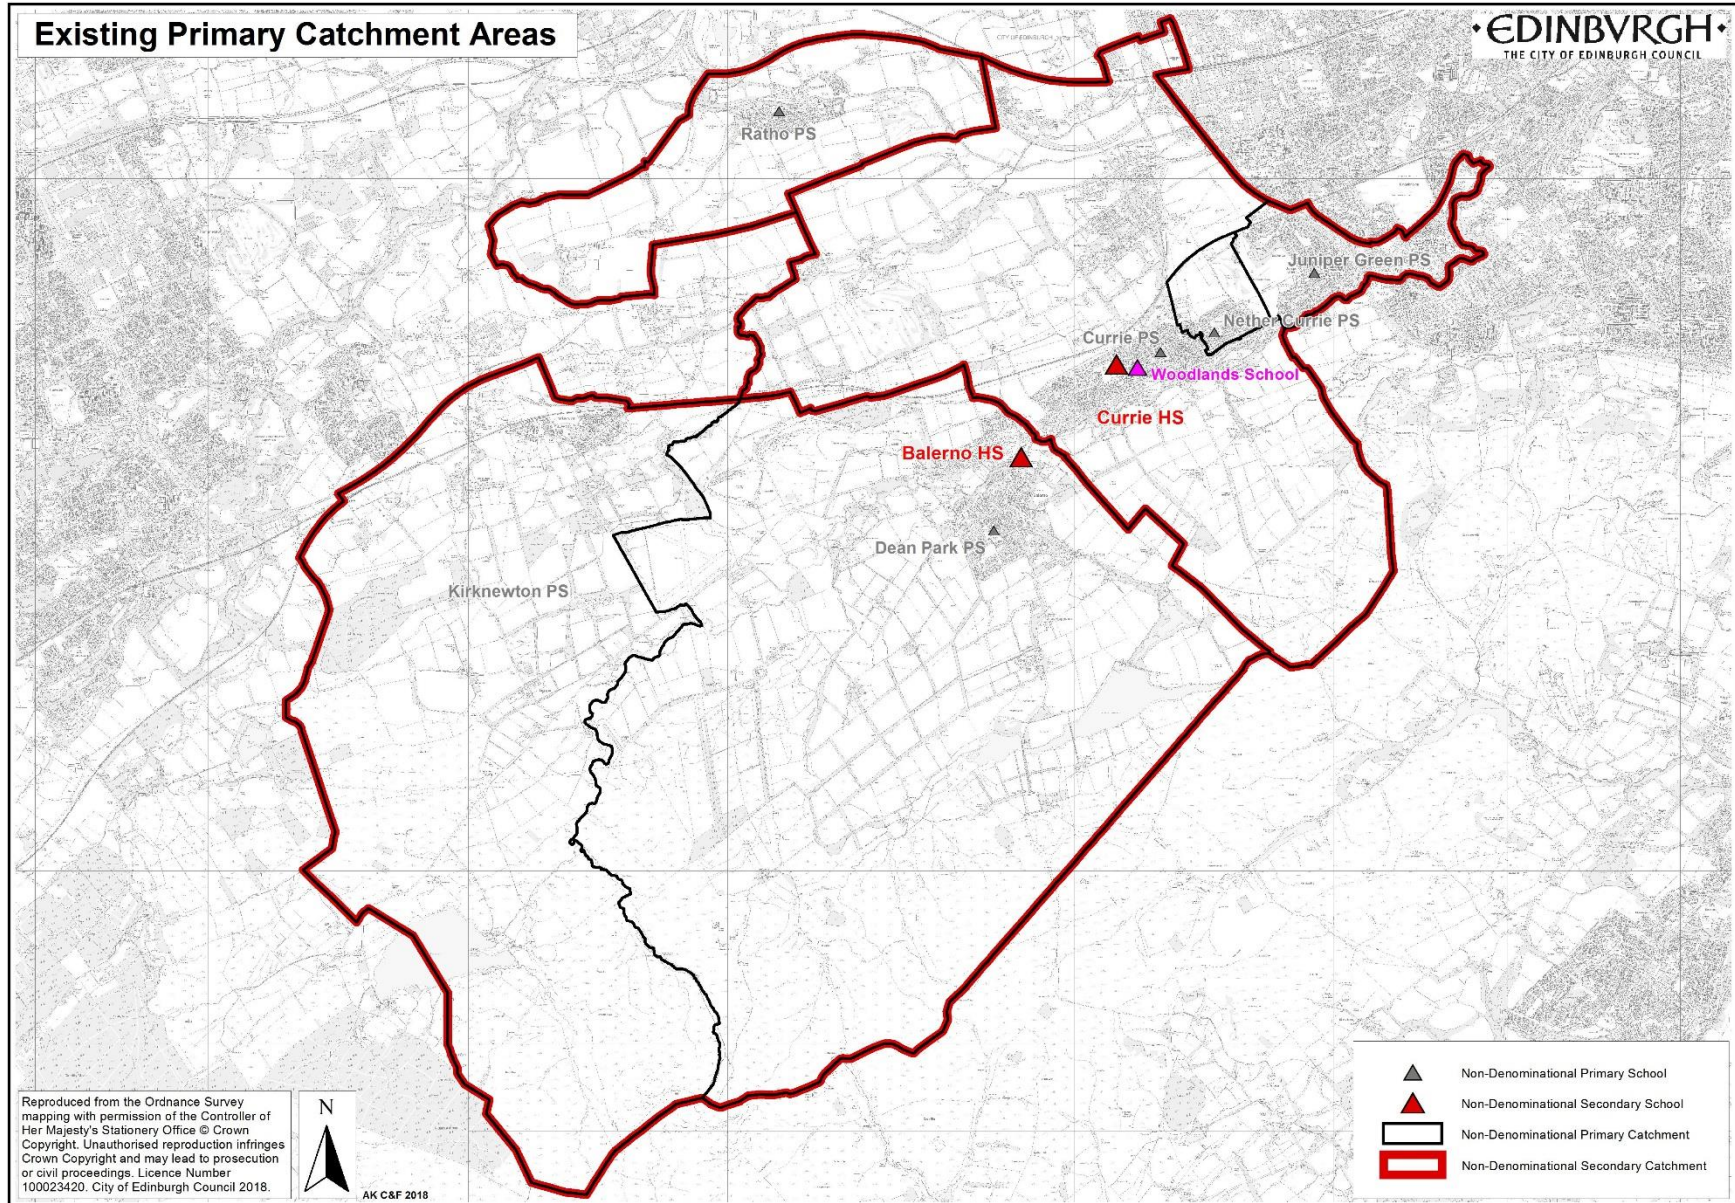 Existing Primary Catchment Areas
EDINBVRGH
THE CITY OF EDINBURGH COUNCIL
CITY OF EDINBURGH
Ratho PS
Juniper Green PS
Nether Currie PS
Currie PS
Woodlands School
Currie HS
Balerno HS
Dean Park PS
Kirknewton PS
Reproduced from the Ordnance Survey
mapping with permission of the Controller of
Her Majesty's Stationery Office © Crown
Copyright. Unauthorised reproduction infringes
Crown Copyright and may lead to prosecution
or civil proceedings. Licence Number
100023420. City of Edinburgh Council 2018.
N
AK C&F 2018
Non-Denominational Primary School
Non-Denominational Secondary School
Non-Denominational Primary Catchment
Non-Denominational Secondary Catchment